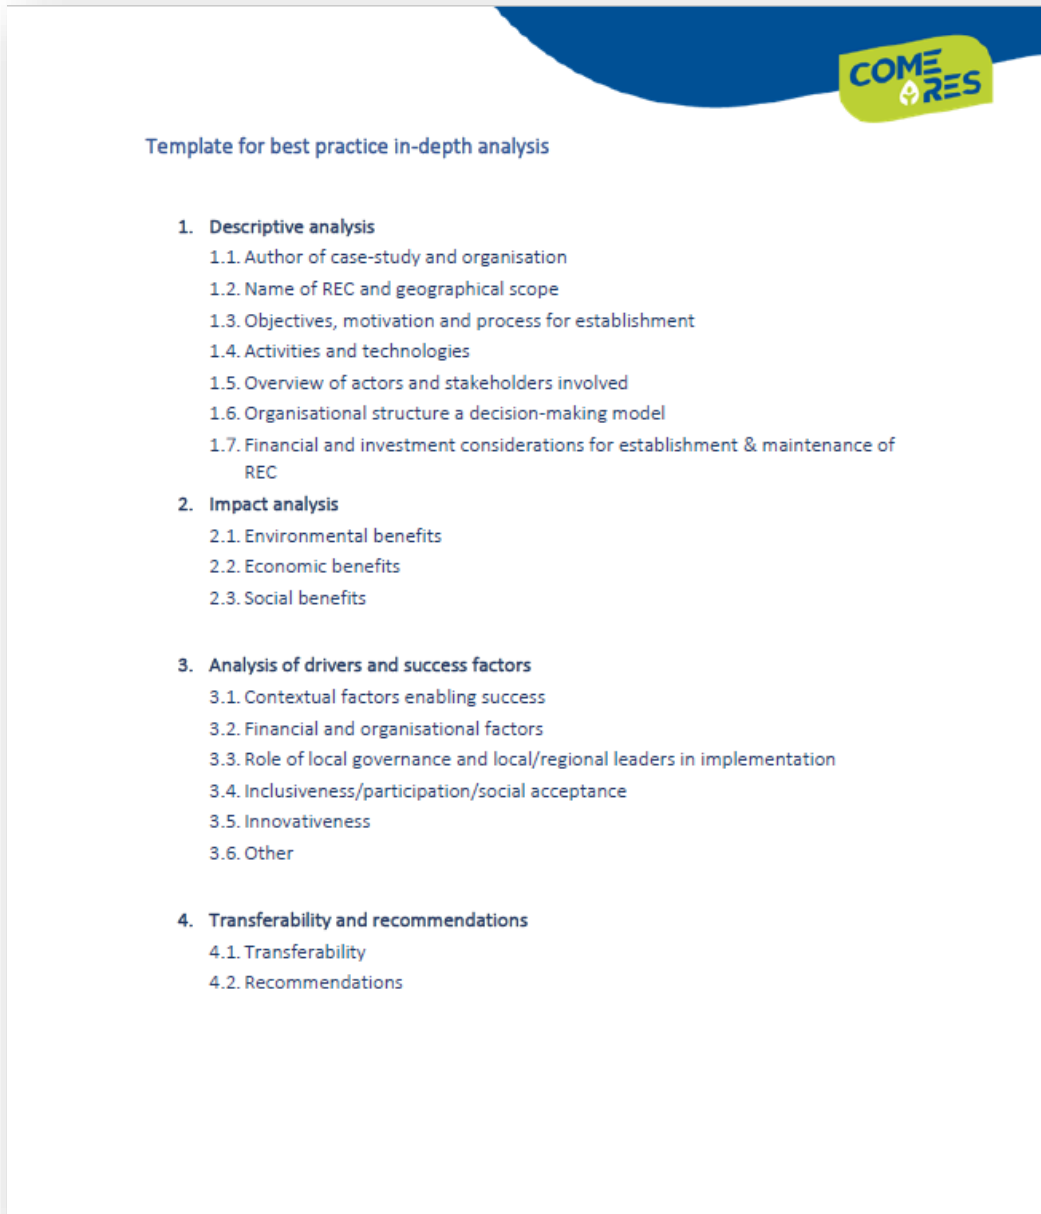 COME
RES
Template for best practice in-depth analysis
1. Descriptive analysis
1.1. Author of case-study and organisation
1.2. Name of REC and geographical scope
1.3. Objectives, motivation and process for establishment
1.4. Activities and technologies
1.5. Overview of actors and stakeholders involved
1.6. Organisational structure a decision-making model
1.7. Financial and investment considerations for establishment & maintenance of
REC
2. Impact analysis
2.1. Environmental benefits
2.2. Economic benefits
2.3. Social benefits
3. Analysis of drivers and success factors
3.1. Contextual factors enabling success
3.2. Financial and organisational factors
3.3. Role of local governance and local/regional leaders in implementation
3.4. Inclusiveness/participation/social acceptance
3.5. Innovativeness
3.6. Other
4. Transferability and recommendations
4.1. Transferability
4.2. Recommendations